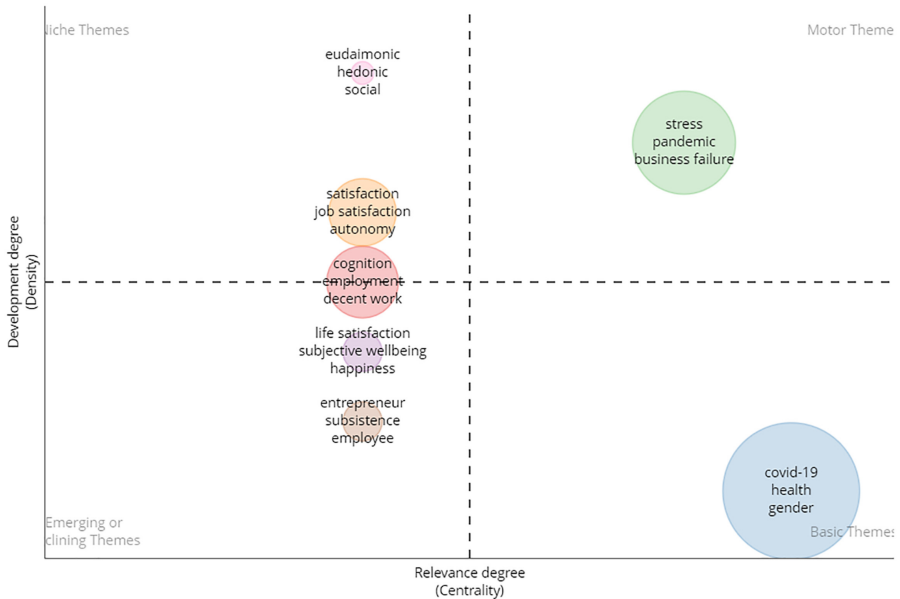 Niche Themes
Motor Theme
eudaimonic
hedonic
social
stress
pandemic
business failure
satisfaction
job satisfaction
autonomy
cognition
employment
decent work
life satisfaction
subjective wellbeing
happiness
entrepreneur
subsistence
employee
covid-19
health
gender
Emerging or
clining Themes
Basic Themes
Development degree
(Density)
Relevance degree
(Centrality)